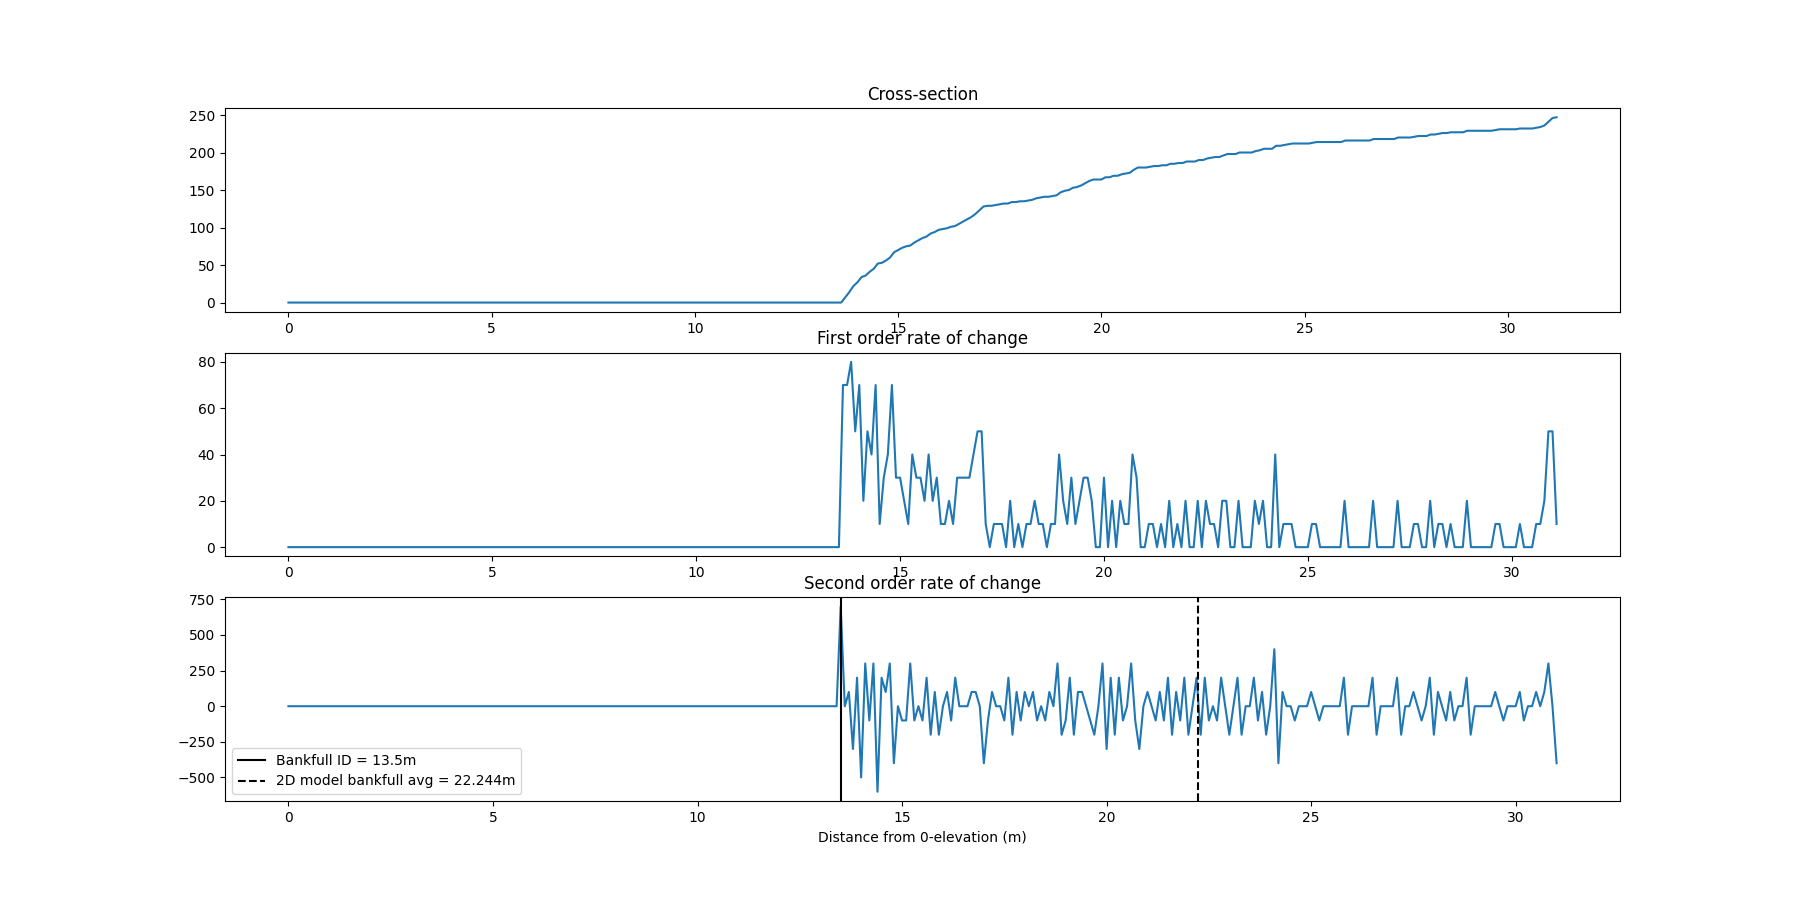 Cross-section
250
200
150
100
50
0
0 5 10 15 20 25 30
First order rate of change
80
60
40
20
0
0 5 10 15 20 25 30
Second order rate of change
750
500
250
0
−250
−500
Bankfull ID = 13.5m
2D model bankfull avg = 22.244m
0 5 10 15 20 25 30
Distance from 0-elevation (m)